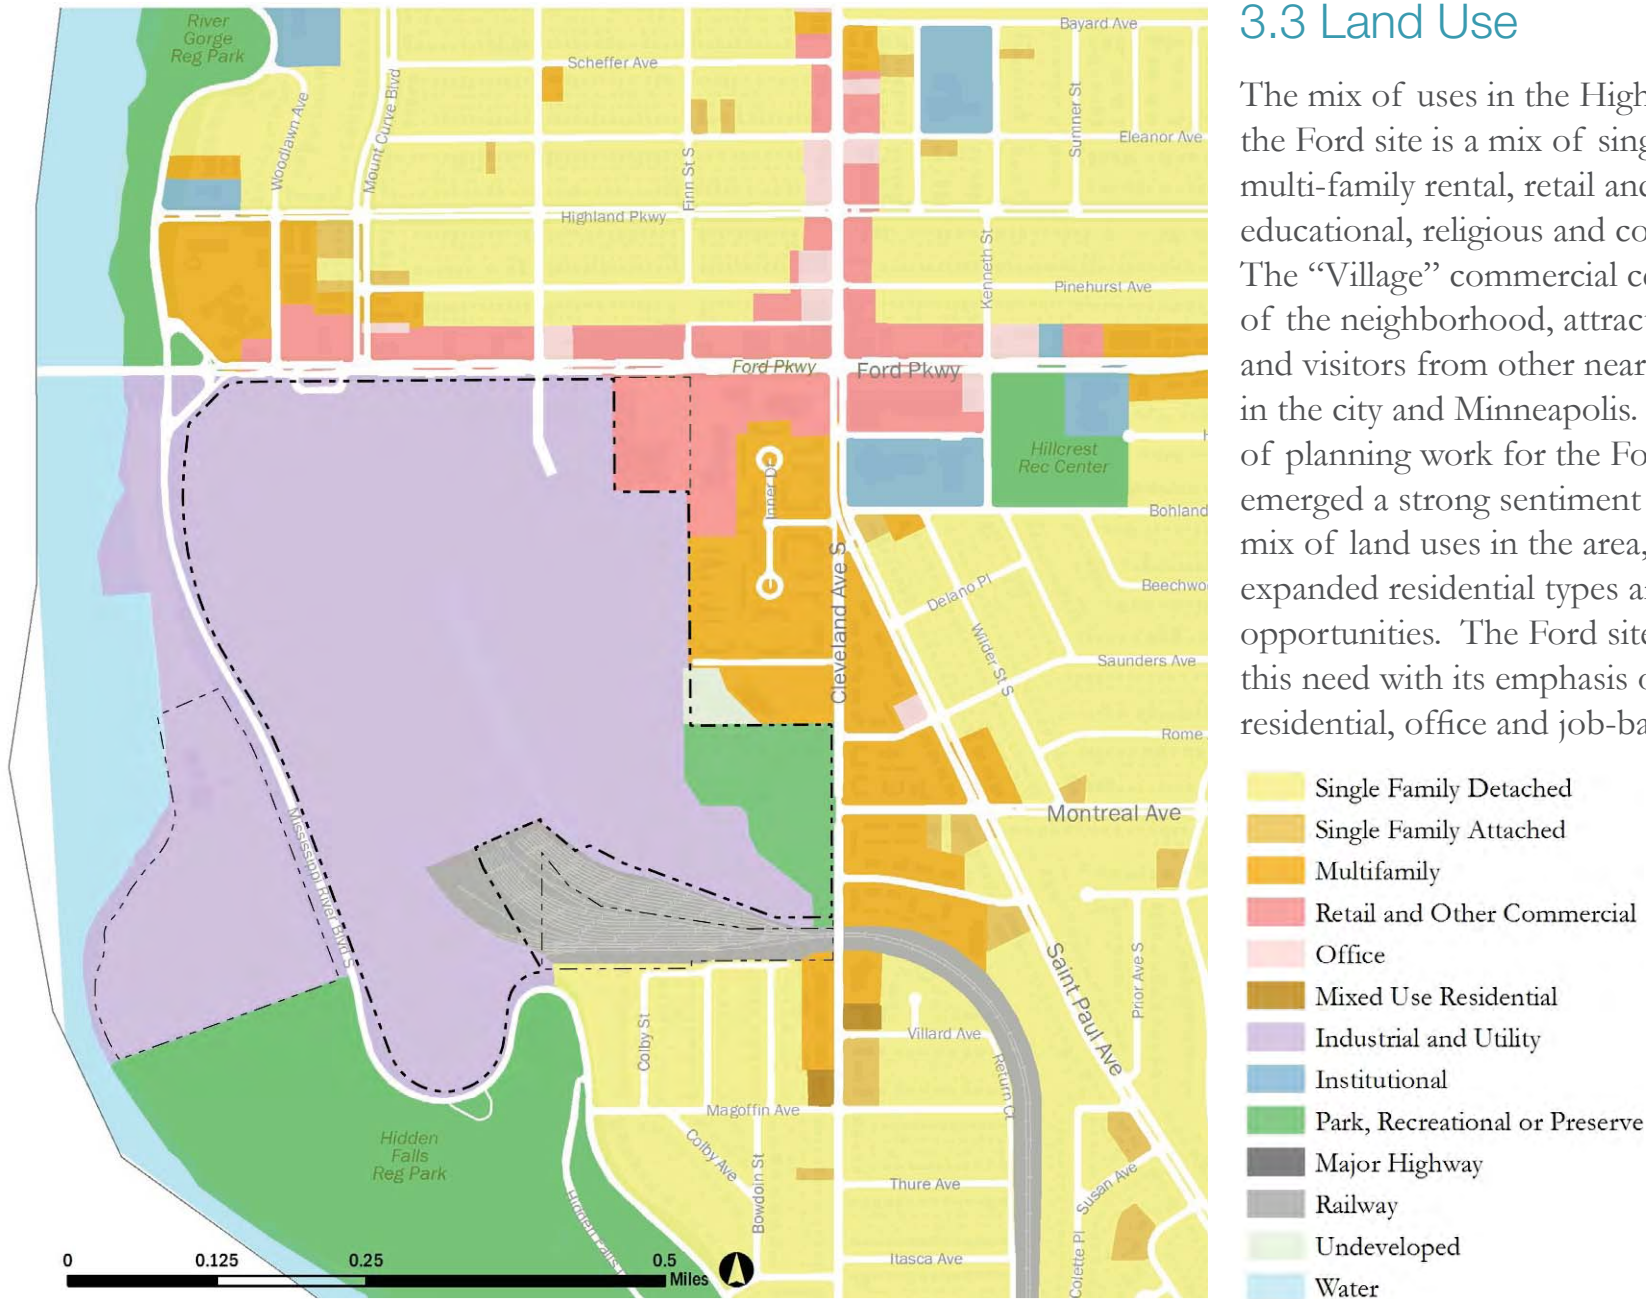 3.3 Land Use
The mix of uses in the High
the Ford site is a mix of sing
multi-family rental, retail and
educational, religious and co
The “Village” commercial ce
of the neighborhood, attrac
and visitors from other near
in the city and Minneapolis.
of planning work for the Fo
emerged a strong sentiment
mix of land uses in the area,
expanded residential types a
opportunities. The Ford site
this need with its emphasis o
residential, office and job-ba
Single Family Detached
Single Family Attached
Multifamily
Retail and Other Commercial
Office
Mixed Use Residential
Industrial and Utility
Institutional
Park, Recreational or Preserve
Major Highway
Railway
Undeveloped
Water
River
Gorge
Reg Park
Bayard Ave
Scheffer Ave
Woodlawn Ave
Mount Curve Blvd
Finn St S
Sumner St
Eleanor Ave
Highland Pkwy
Kenneth St
Pinehurst Ave
Ford Pkwy
Ford Pkwy
Hillcrest
Rec Center
Inner Dr
Bohland
Cleveland Ave S
Delano Pl
Beechwo
Wilder St S
Saunders Ave
Rome
Montreal Ave
Mississippi River Blvd S
Saint Paul Ave
Prior Ave S
Colby St
Villard Ave
Return Ct
Magoffin Ave
Colby Ave
Bowdoin St
Hidden
Falls
Reg Park
Hidden Falls
Thure Ave
Susan Ave
Itasca Ave
Colette Pl
0 0.125 0.25 0.5
Miles